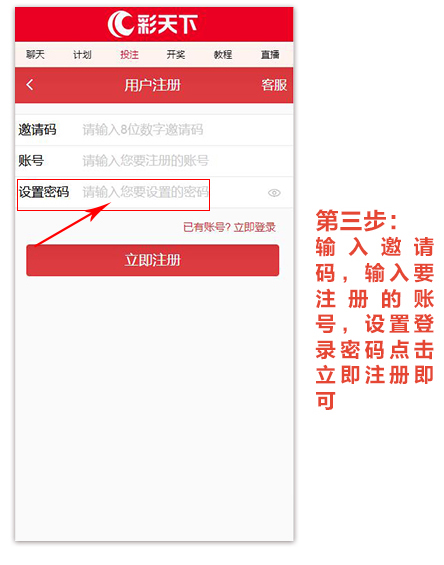 彩天下
聊天 计划 投注 开奖 教程 直播
用户注册 客服
邀请码 请输入8位数字邀请码
账号 请输入您要注册的账号
设置密码 请输入您要设置的密码
已有账号? 立即登录
立即注册
第三步：
输入邀请
码，输入要
注册的账
号，设置登
录密码点击
立即注册即
可